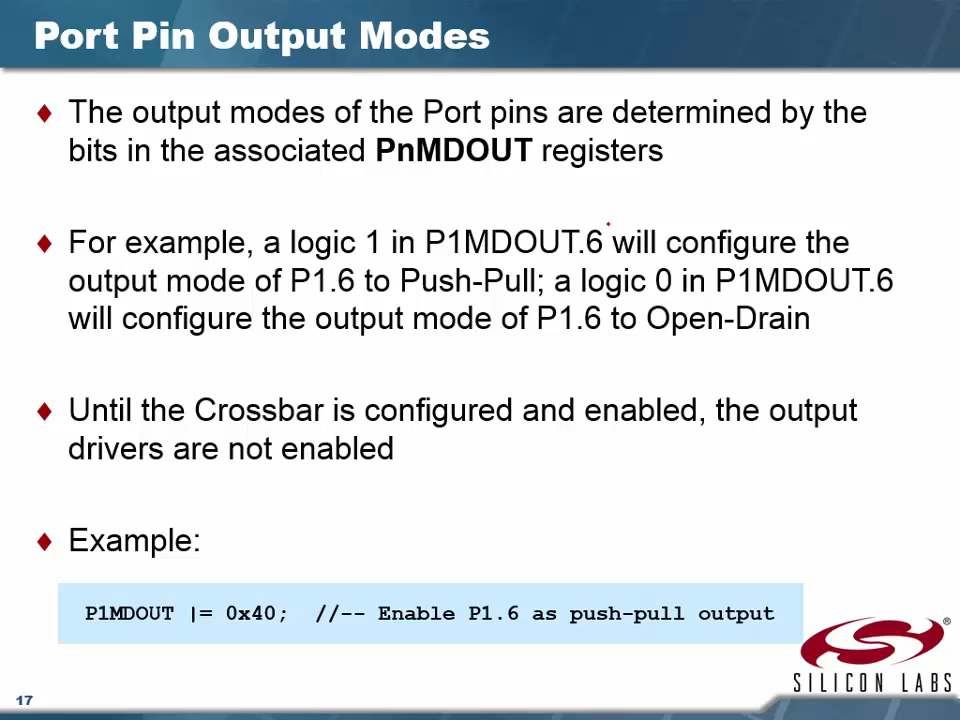 Port Pin Output Modes
♦ The output modes of the Port pins are determined by the
bits in the associated PnMDOUT registers
♦ For example, a logic 1 in P1MDOUT.6 will configure the
output mode of P1.6 to Push-Pull; a logic 0 in P1MDOUT.6
will configure the output mode of P1.6 to Open-Drain
♦ Until the Crossbar is configured and enabled, the output
drivers are not enabled
♦ Example:
P1MDOUT |= 0x40;  //-- Enable P1.6 as push-pull output
®
SILICON LABS
17